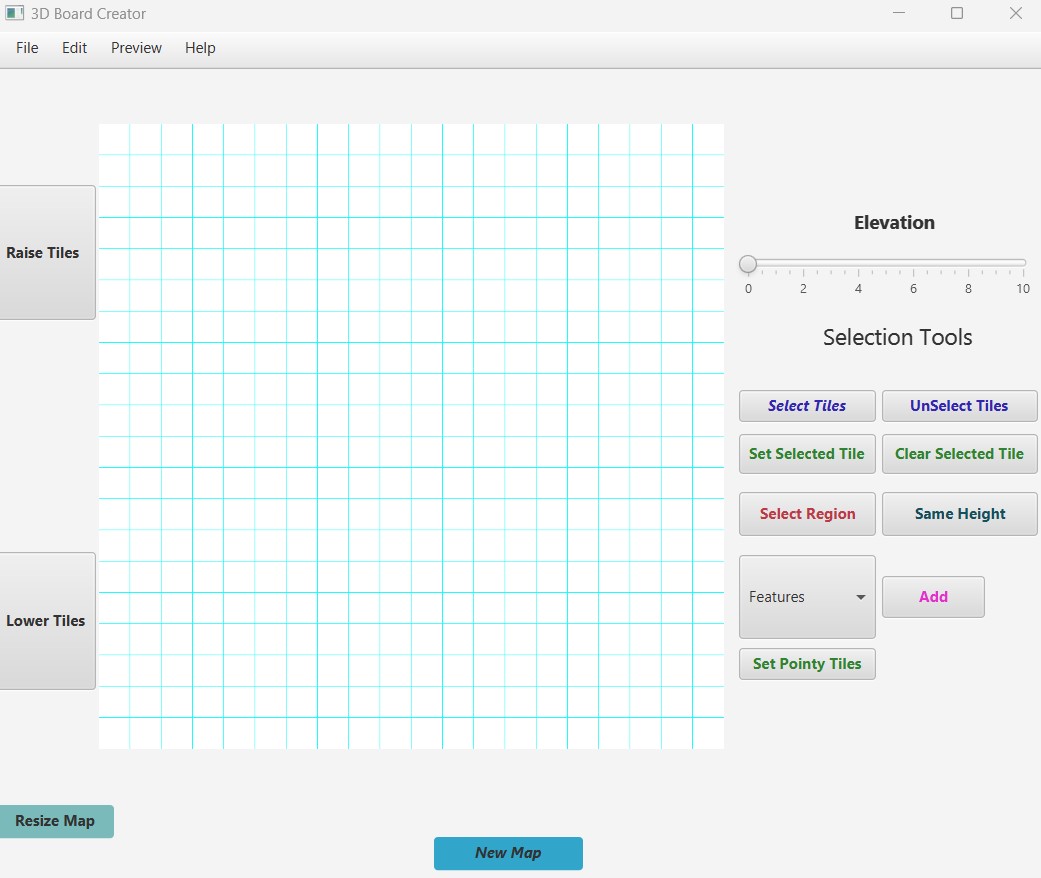 3D Board Creator
File Edit Preview Help
Raise Tiles
Elevation
0 2 4 6 8 10
Selection Tools
Select Tiles UnSelect Tiles
Set Selected Tile Clear Selected Tile
Select Region Same Height
Features Add
Lower Tiles
Set Pointy Tiles
Resize Map
New Map